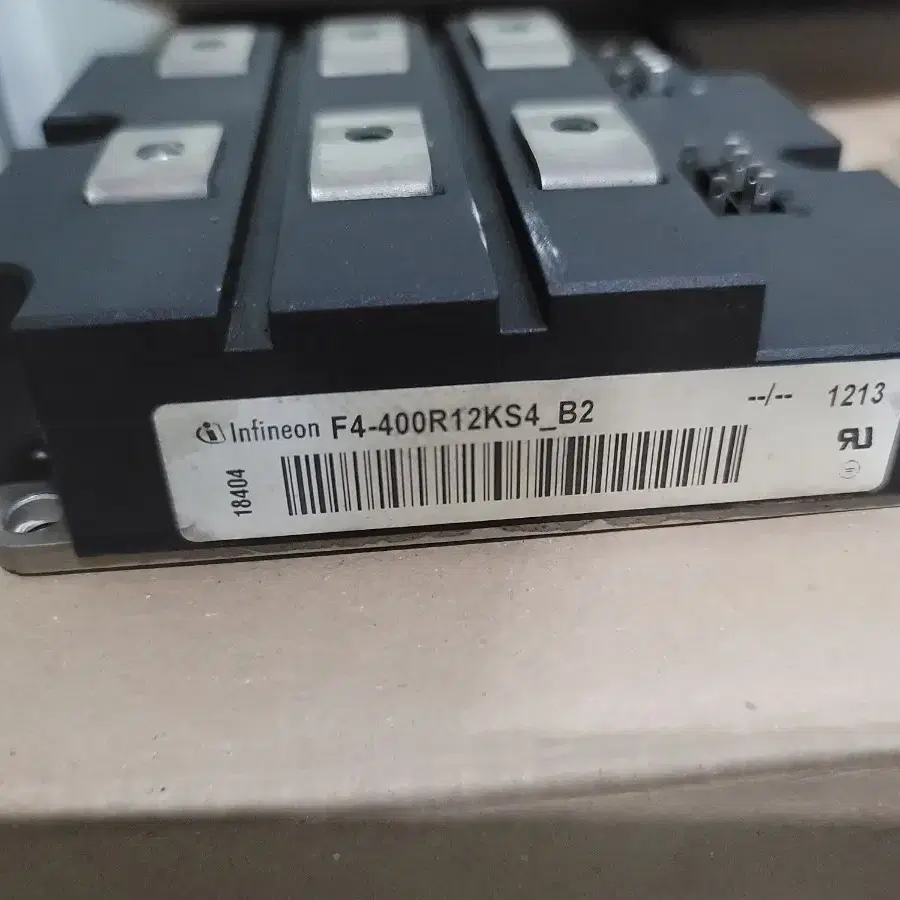 Infineon F4-400R12KS4_B2
--/-- 1213
18404